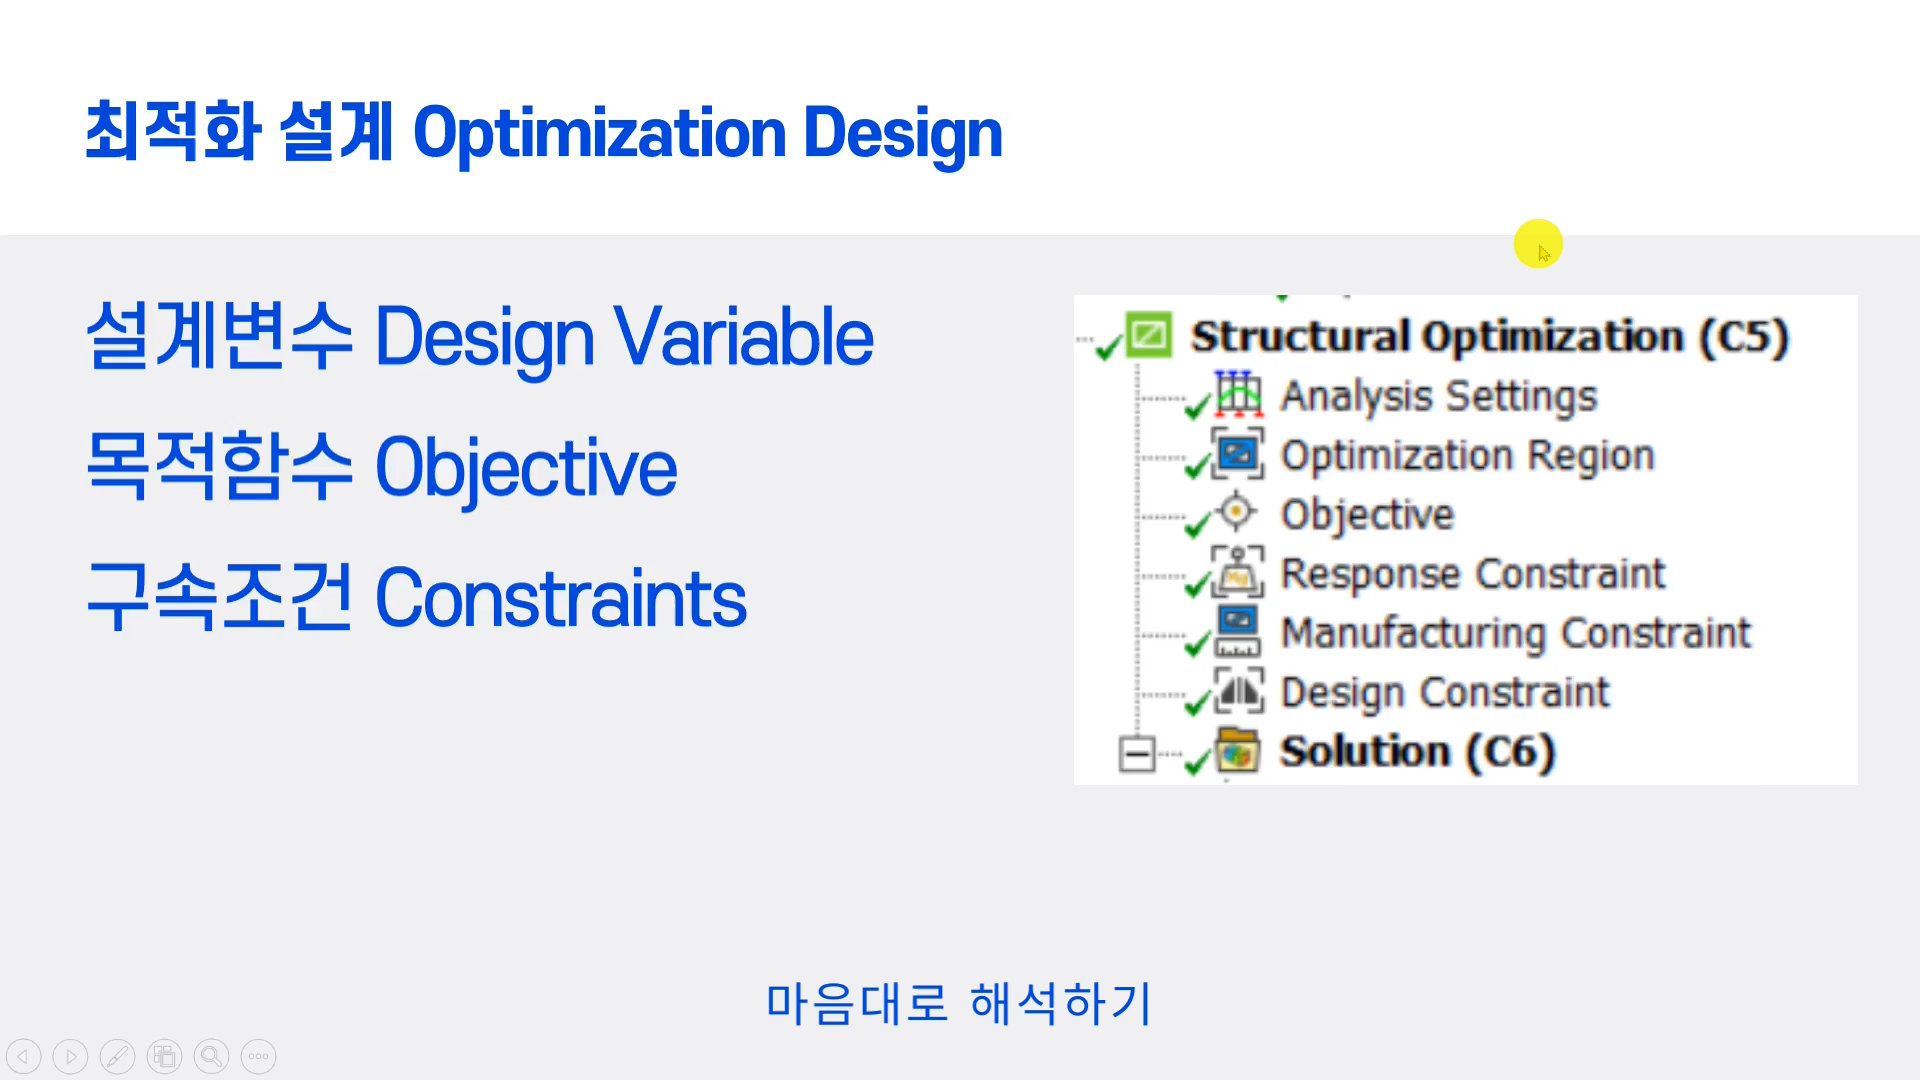 최적화 설계 Optimization Design
설계변수 Design Variable
목적함수 Objective
구속조건 Constraints
Structural Optimization (C5)
Analysis Settings
Optimization Region
Objective
Response Constraint
Manufacturing Constraint
Design Constraint
Solution (C6)
마음대로 해석하기